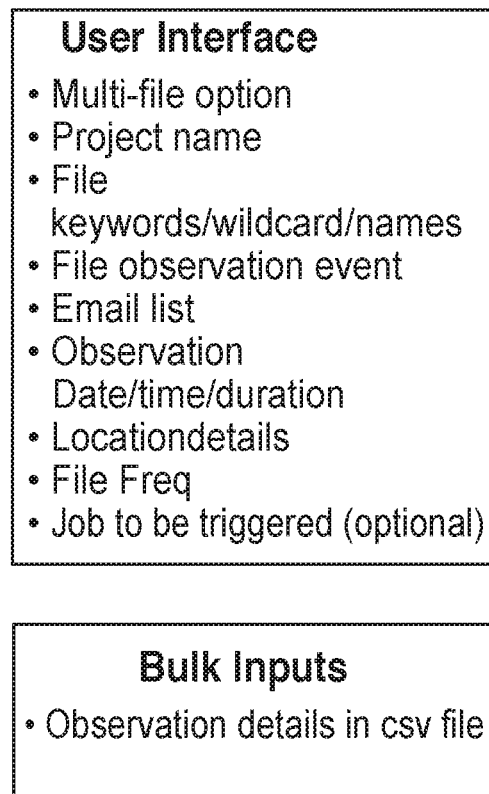 User Interface
• Multi-file option
• Project name
• File
keywords/wildcard/names
• File observation event
• Email list
• Observation
Date/time/duration
• Locationdetails
• File Freq
• Job to be triggered (optional)
Bulk Inputs
• Observation details in csv file